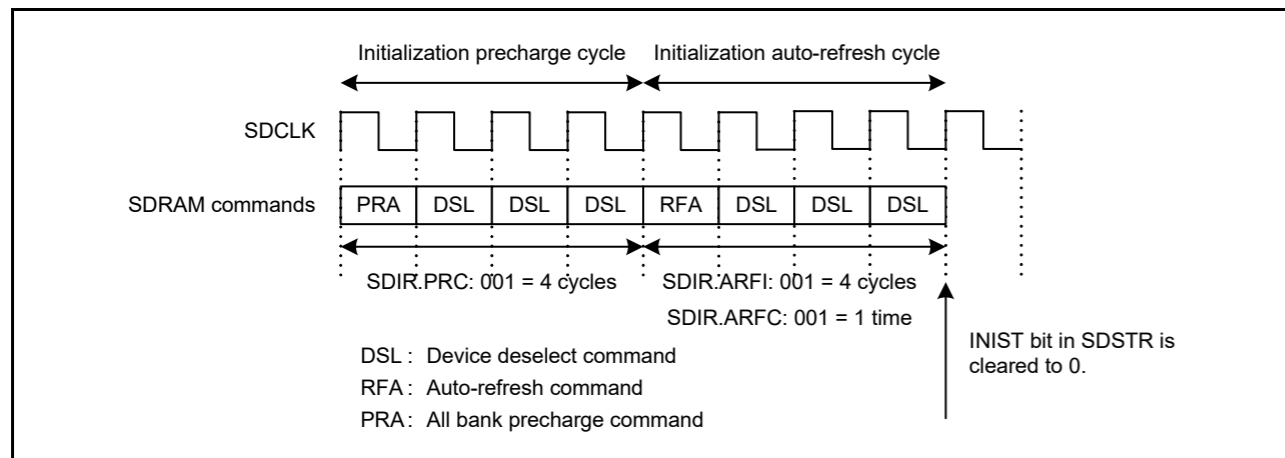 Initialization precharge cycle Initialization auto-refresh cycle
SDCLK
SDRAM commands PRA DSL DSL DSL RFA DSL DSL DSL
SDIR.PRC: 001 = 4 cycles SDIR.ARFI: 001 = 4 cycles
SDIR.ARFC: 001 = 1 time
INIST bit in SDSTR is
cleared to 0.
DSL : Device deselect command
RFA : Auto-refresh command
PRA : All bank precharge command